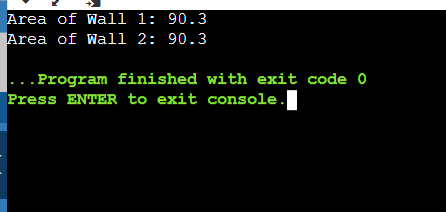 Area of Wall 1: 90.3
Area of Wall 2: 90.3
...Program finished with exit code 0
Press ENTER to exit console.